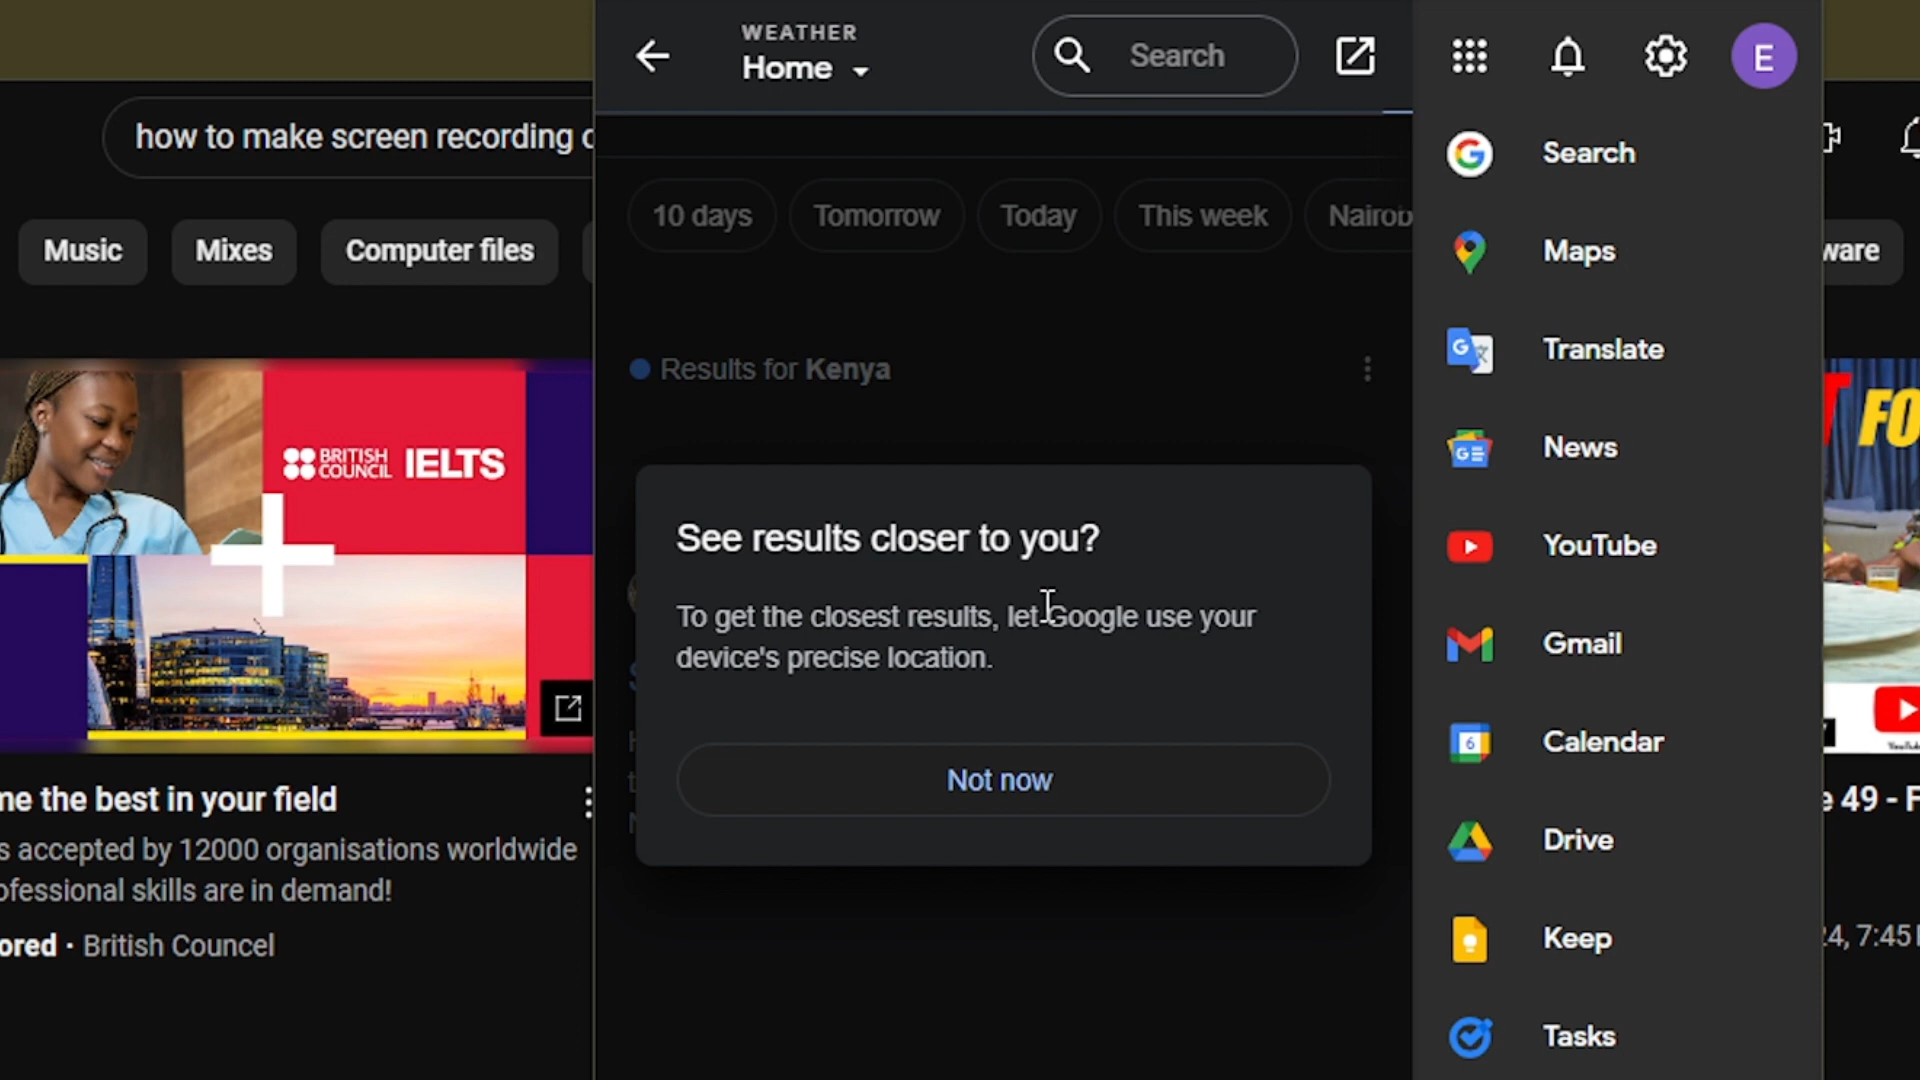 how to make screen recording
Music
Mixes
Computer files
BRITISH
COUNCIL
IELTS
me the best in your field
s accepted by 12000 organisations worldwide
ofessional skills are in demand!
ored · British Councel
WEATHER
Home
Search
10 days
Tomorrow
Today
This week
Nairob
Results for Kenya
See results closer to you?
To get the closest results, let Google use your
device's precise location.
Not now
E
Search
Maps
Translate
News
YouTube
Gmail
Calendar
6
Drive
Keep
Tasks
ware
FO
e 49 - F
24, 7:45